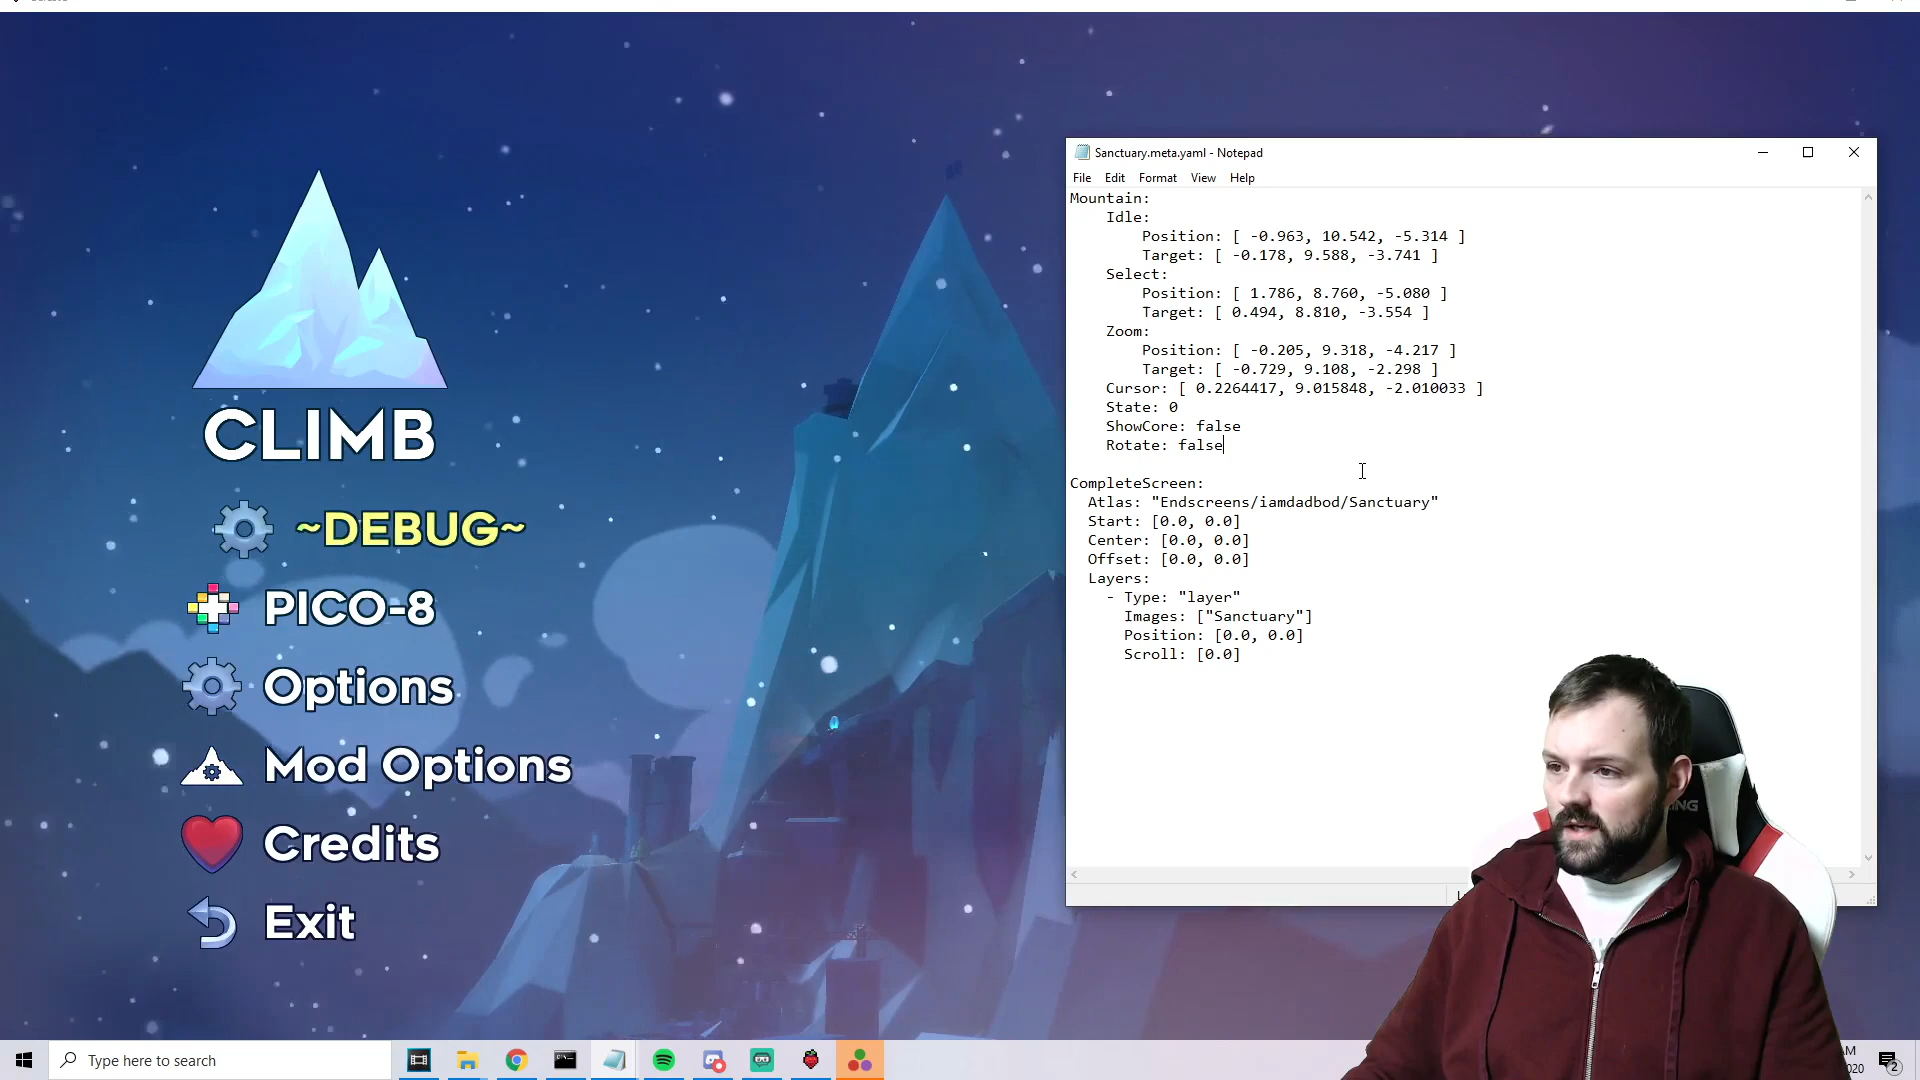 CLIMB
~DEBUG~
PICO-8
Options
Mod Options
Credits
Exit
Sanctuary.meta.yaml - Notepad
File Edit Format View Help
Mountain:
Idle:
Position: [ -0.963, 10.542, -5.314 ]
Target: [ -0.178, 9.588, -3.741 ]
Select:
Position: [ 1.786, 8.760, -5.080 ]
Target: [ 0.494, 8.810, -3.554 ]
Zoom:
Position: [ -0.205, 9.318, -4.217 ]
Target: [ -0.729, 9.108, -2.298 ]
Cursor: [ 0.2264417, 9.015848, -2.010033 ]
State: 0
ShowCore: false
Rotate: false
CompleteScreen:
Atlas: "Endscreens/iamdadbod/Sanctuary"
Start: [0.0, 0.0]
Center: [0.0, 0.0]
Offset: [0.0, 0.0]
Layers:
- Type: "layer"
Images: ["Sanctuary"]
Position: [0.0, 0.0]
Scroll: [0.0]
Type here to search
AM
020
2